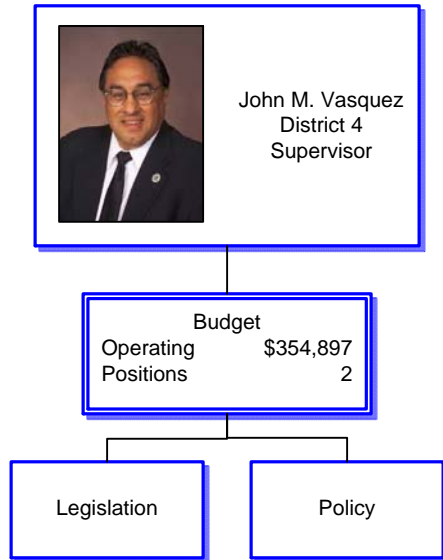 John M. Vasquez
District 4
Supervisor
Budget
Operating $354,897
Positions 2
Legislation
Policy